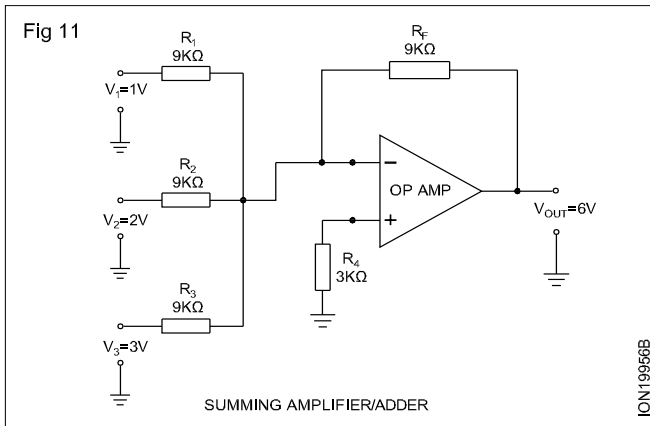 Fig 11
R1
9KΩ
V1=1V
R2
9KΩ
V2=2V
R3
9KΩ
V3=3V
RF
9KΩ
−
OP AMP
+
R4
3KΩ
VOUT=6V
SUMMING AMPLIFIER/ADDER
ION19956B